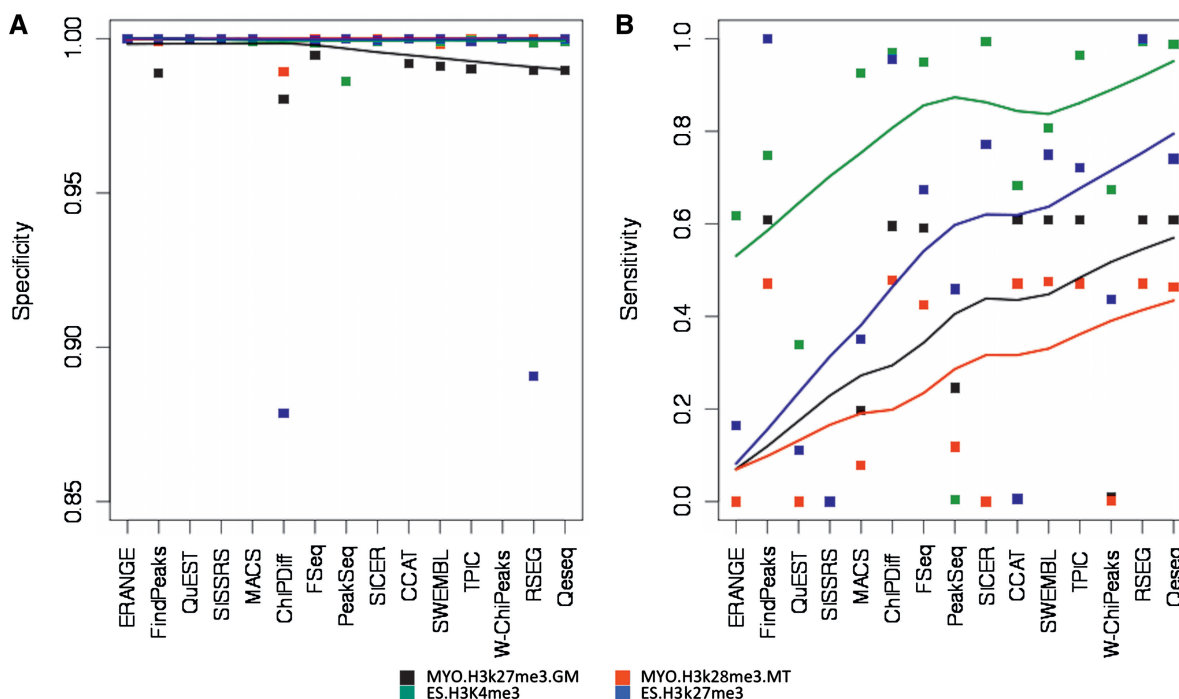 A
B
Specificity
1.00
0.95
0.90
0.85
ERANGE
FindPeaks
QuEST
SISSRS
MACS
ChIPDiff
FSeq
PeakSeq
SICER
CCAT
SWEMBL
TPIC
W-ChiPeaks
RSEG
Qeseq
Sensitivity
1.0
0.8
0.6
0.4
0.2
0.0
ERANGE
FindPeaks
QuEST
SISSRS
MACS
ChIPDiff
FSeq
PeakSeq
SICER
CCAT
SWEMBL
TPIC
W-ChiPeaks
RSEG
Qeseq
MYO.H3k27me3.GM
MYO.H3k28me3.MT
ES.H3K4me3
ES.H3k27me3